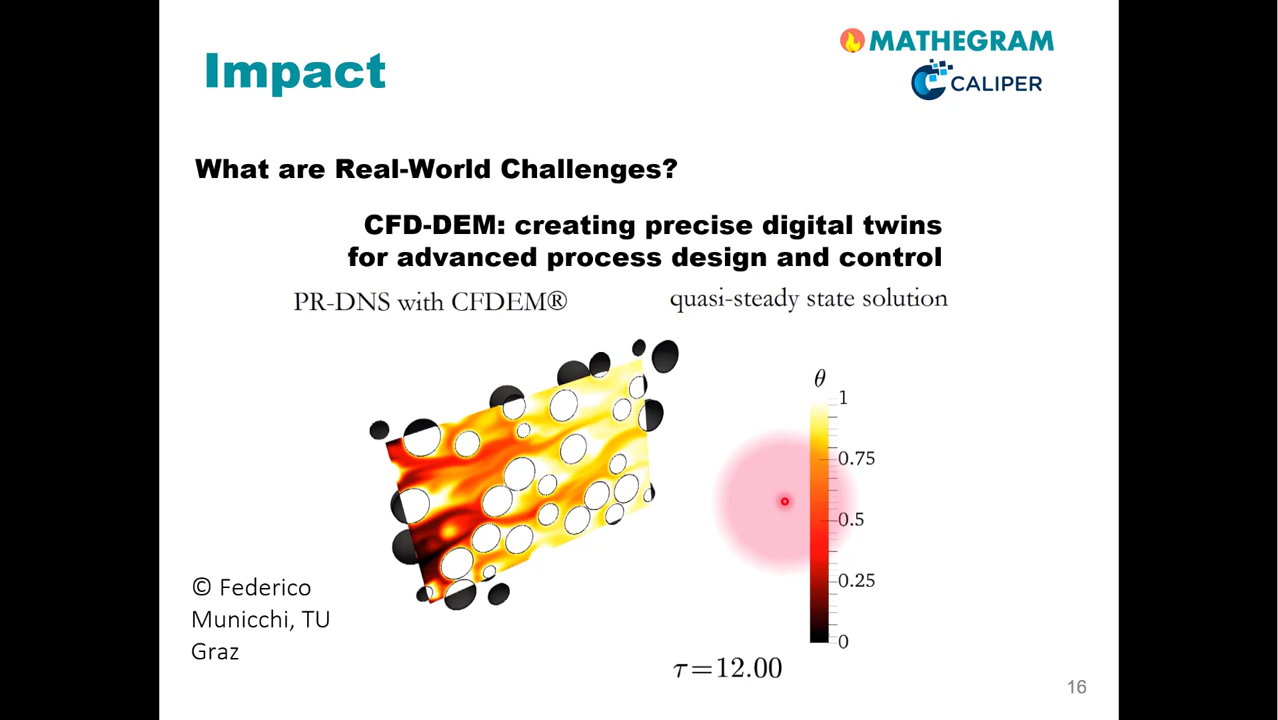 Impact
MATHEGRAM
CALIPER
What are Real-World Challenges?
CFD-DEM: creating precise digital twins
for advanced process design and control
PR-DNS with CFDEM®
quasi-steady state solution
θ
1
0.75
0.5
0.25
0
© Federico
Municchi, TU
Graz
τ=12.00
16